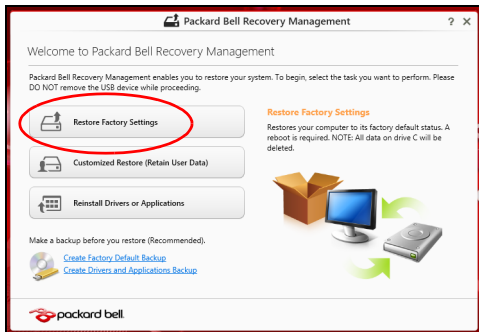 Packard Bell Recovery Management
? X
Welcome to Packard Bell Recovery Management
Packard Bell Recovery Management enables you to restore your system. To begin, select the task you want to perform. Please
DO NOT remove the USB device while proceeding.
Restore Factory Settings
Customized Restore (Retain User Data)
Reinstall Drivers or Applications
Restore Factory Settings
Restores your computer to its factory default status. A
reboot is required. NOTE: All data on drive C will be
deleted.
Make a backup before you restore (Recommended).
Create Factory Default Backup
Create Drivers and Applications Backup
packard bell